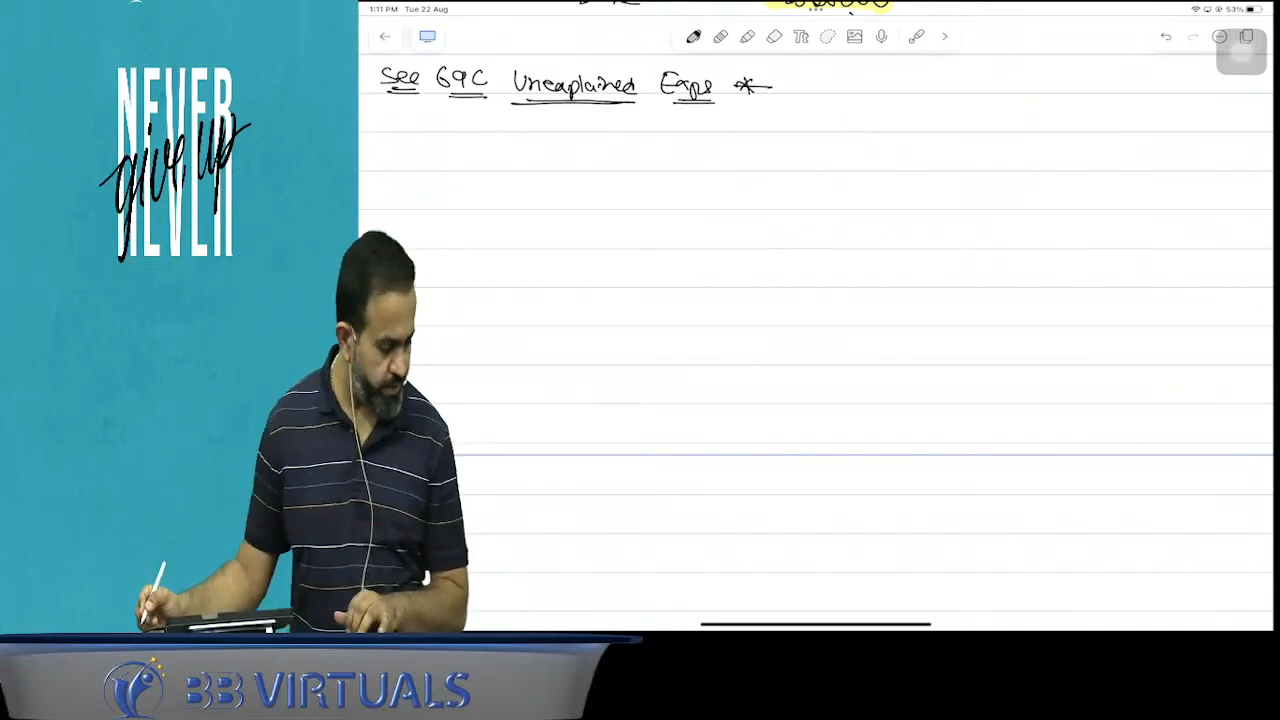 1:11 PM Tue 22 Aug
53%
See 69C Unexplained Exps *
NEVER
give up
NEVER
BB VIRTUALS